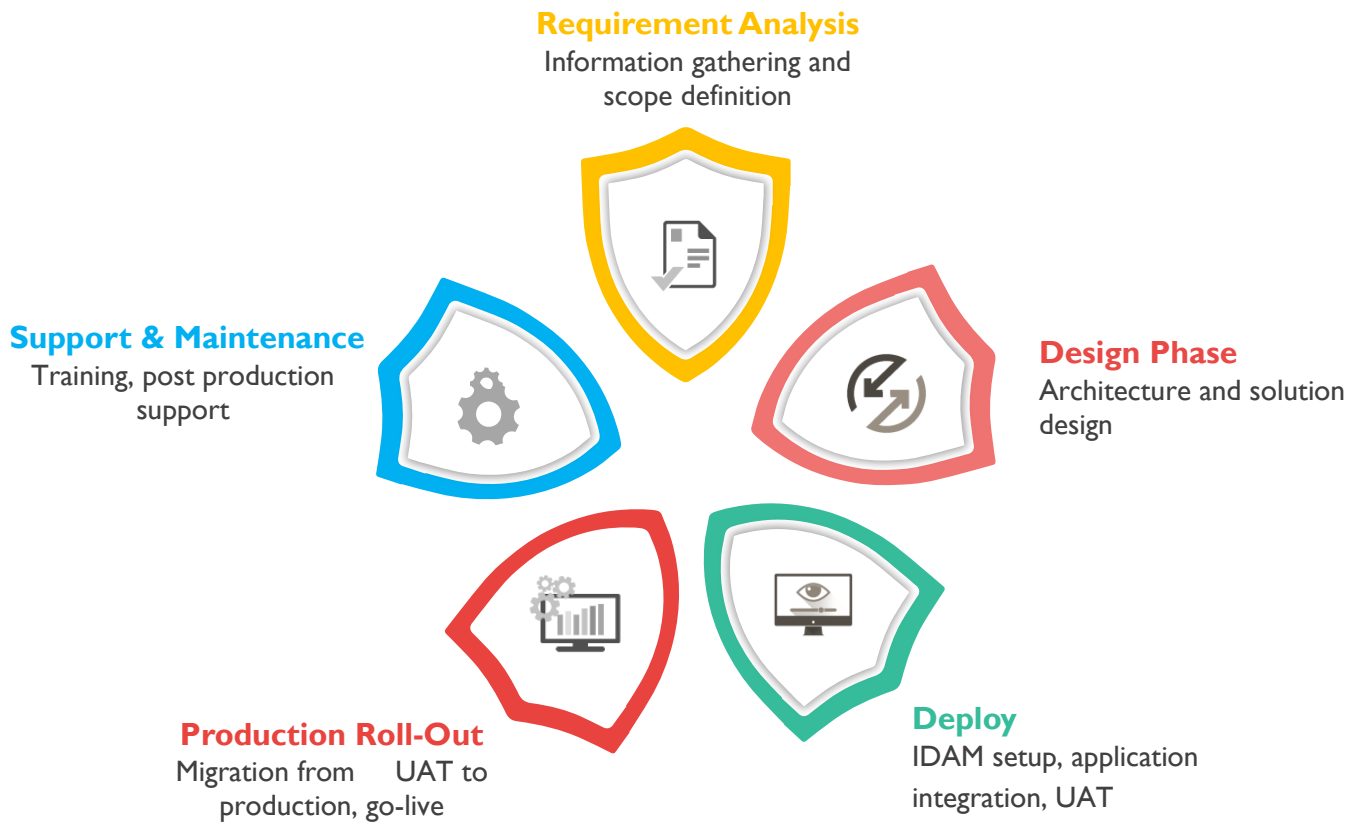 Requirement Analysis
Information gathering and
scope definition
Design Phase
Architecture and solution
design
Deploy
IDAM setup, application
integration, UAT
Production Roll-Out
Migration from UAT to
production, go-live
Support & Maintenance
Training, post production
support